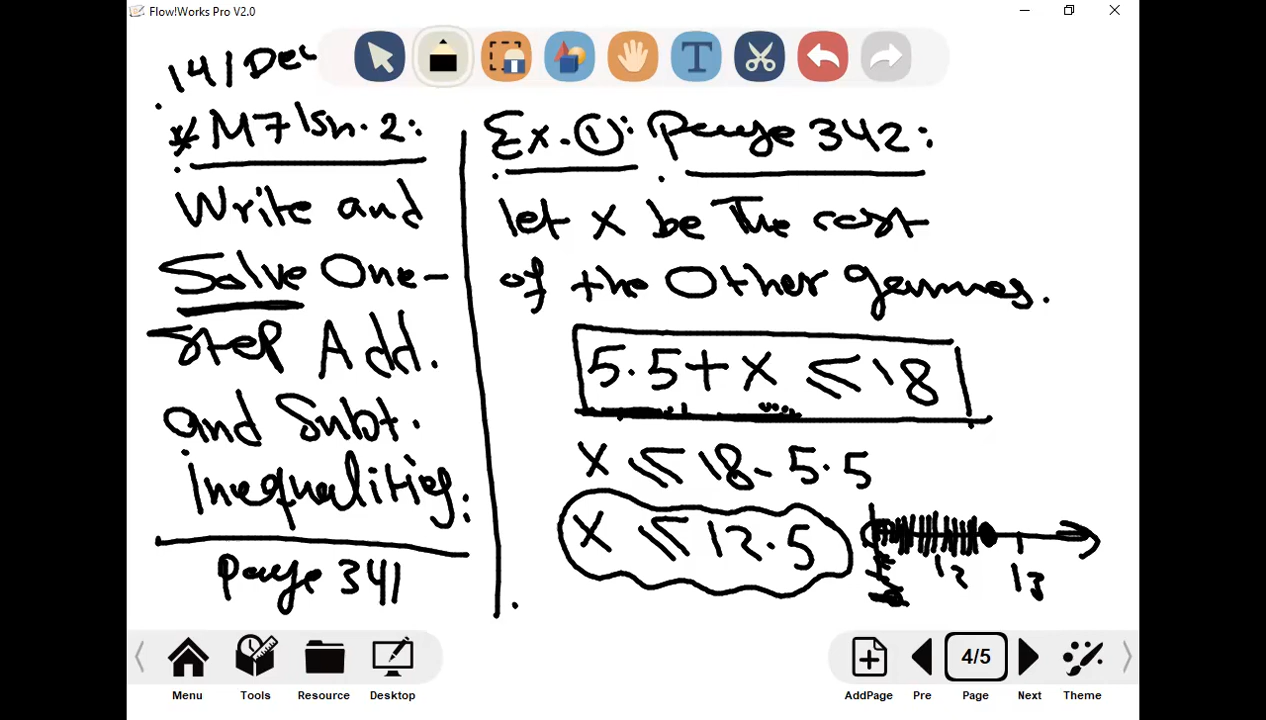 Flow!Works Pro V2.0
14/Dec
* M7 lsn. 2:
Write and
Solve One-
Step Add.
and Subt.
inequalities:
Page 341
Ex. ①: Page 342:
let x be the cost
of the other games.
5.5 + x ≤ 18
x ≤ 18 - 5.5
x ≤ 12.5
12 13
Menu Tools Resource Desktop
AddPage Pre 4/5 Page Next Theme